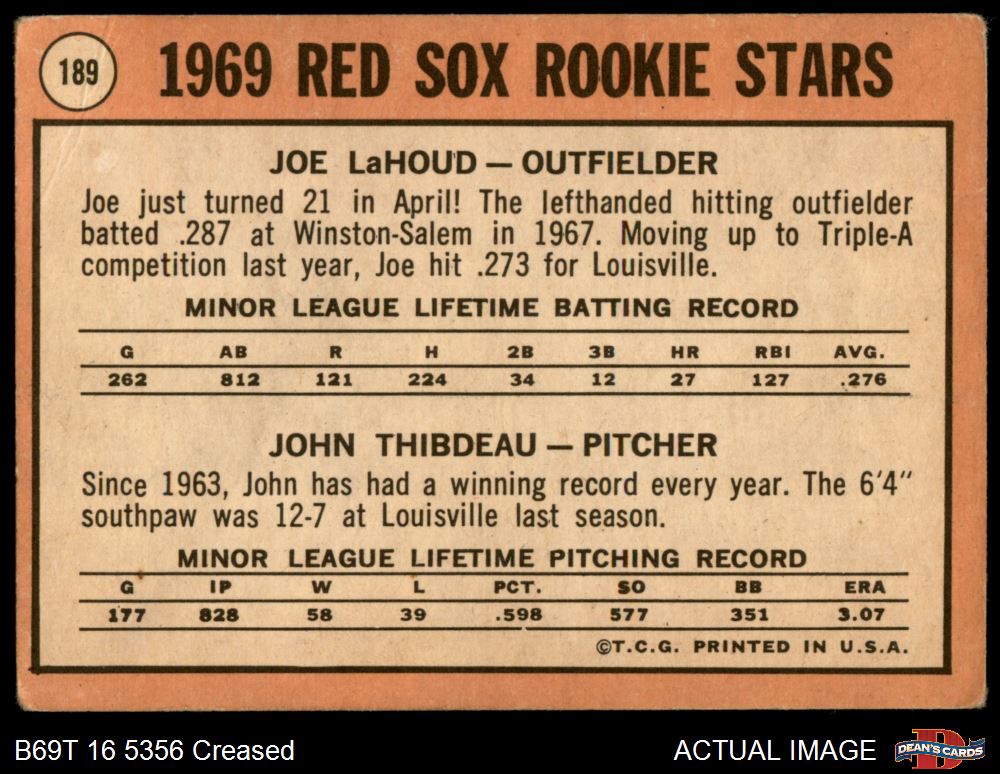 189
1969 RED SOX ROOKIE STARS
JOE LaHOUD — OUTFIELDER
Joe just turned 21 in April! The lefthanded hitting outfielder
batted .287 at Winston-Salem in 1967. Moving up to Triple-A
competition last year, Joe hit .273 for Louisville.
MINOR LEAGUE LIFETIME BATTING RECORD
G AB R H 2B 3B HR RBI AVG.
262 812 121 224 34 12 27 127 .276
JOHN THIBDEAU — PITCHER
Since 1963, John has had a winning record every year. The 6'4"
southpaw was 12-7 at Louisville last season.
MINOR LEAGUE LIFETIME PITCHING RECORD
G IP W L PCT. SO BB ERA
177 828 58 39 .598 577 351 3.07
©T.C.G. PRINTED IN U.S.A.
B69T 16 5356 Creased
ACTUAL IMAGE
D
DEAN'S CARDS